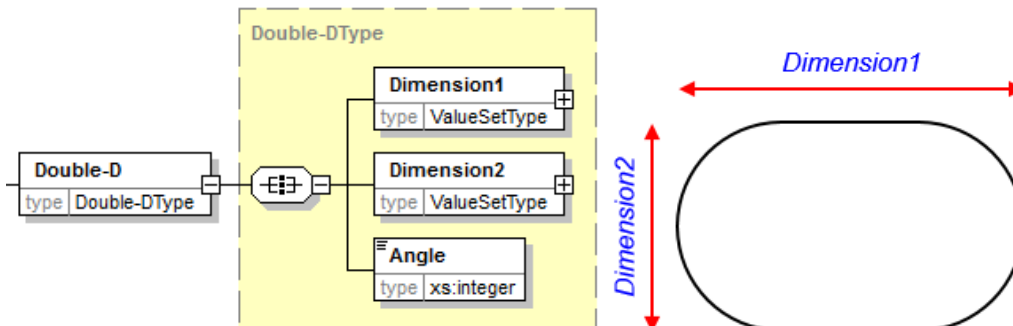 Double-DType
Dimension1
type ValueSetType
Dimension2
type ValueSetType
Double-D
type Double-DType
Angle
type xs:integer
Dimension1
Dimension2